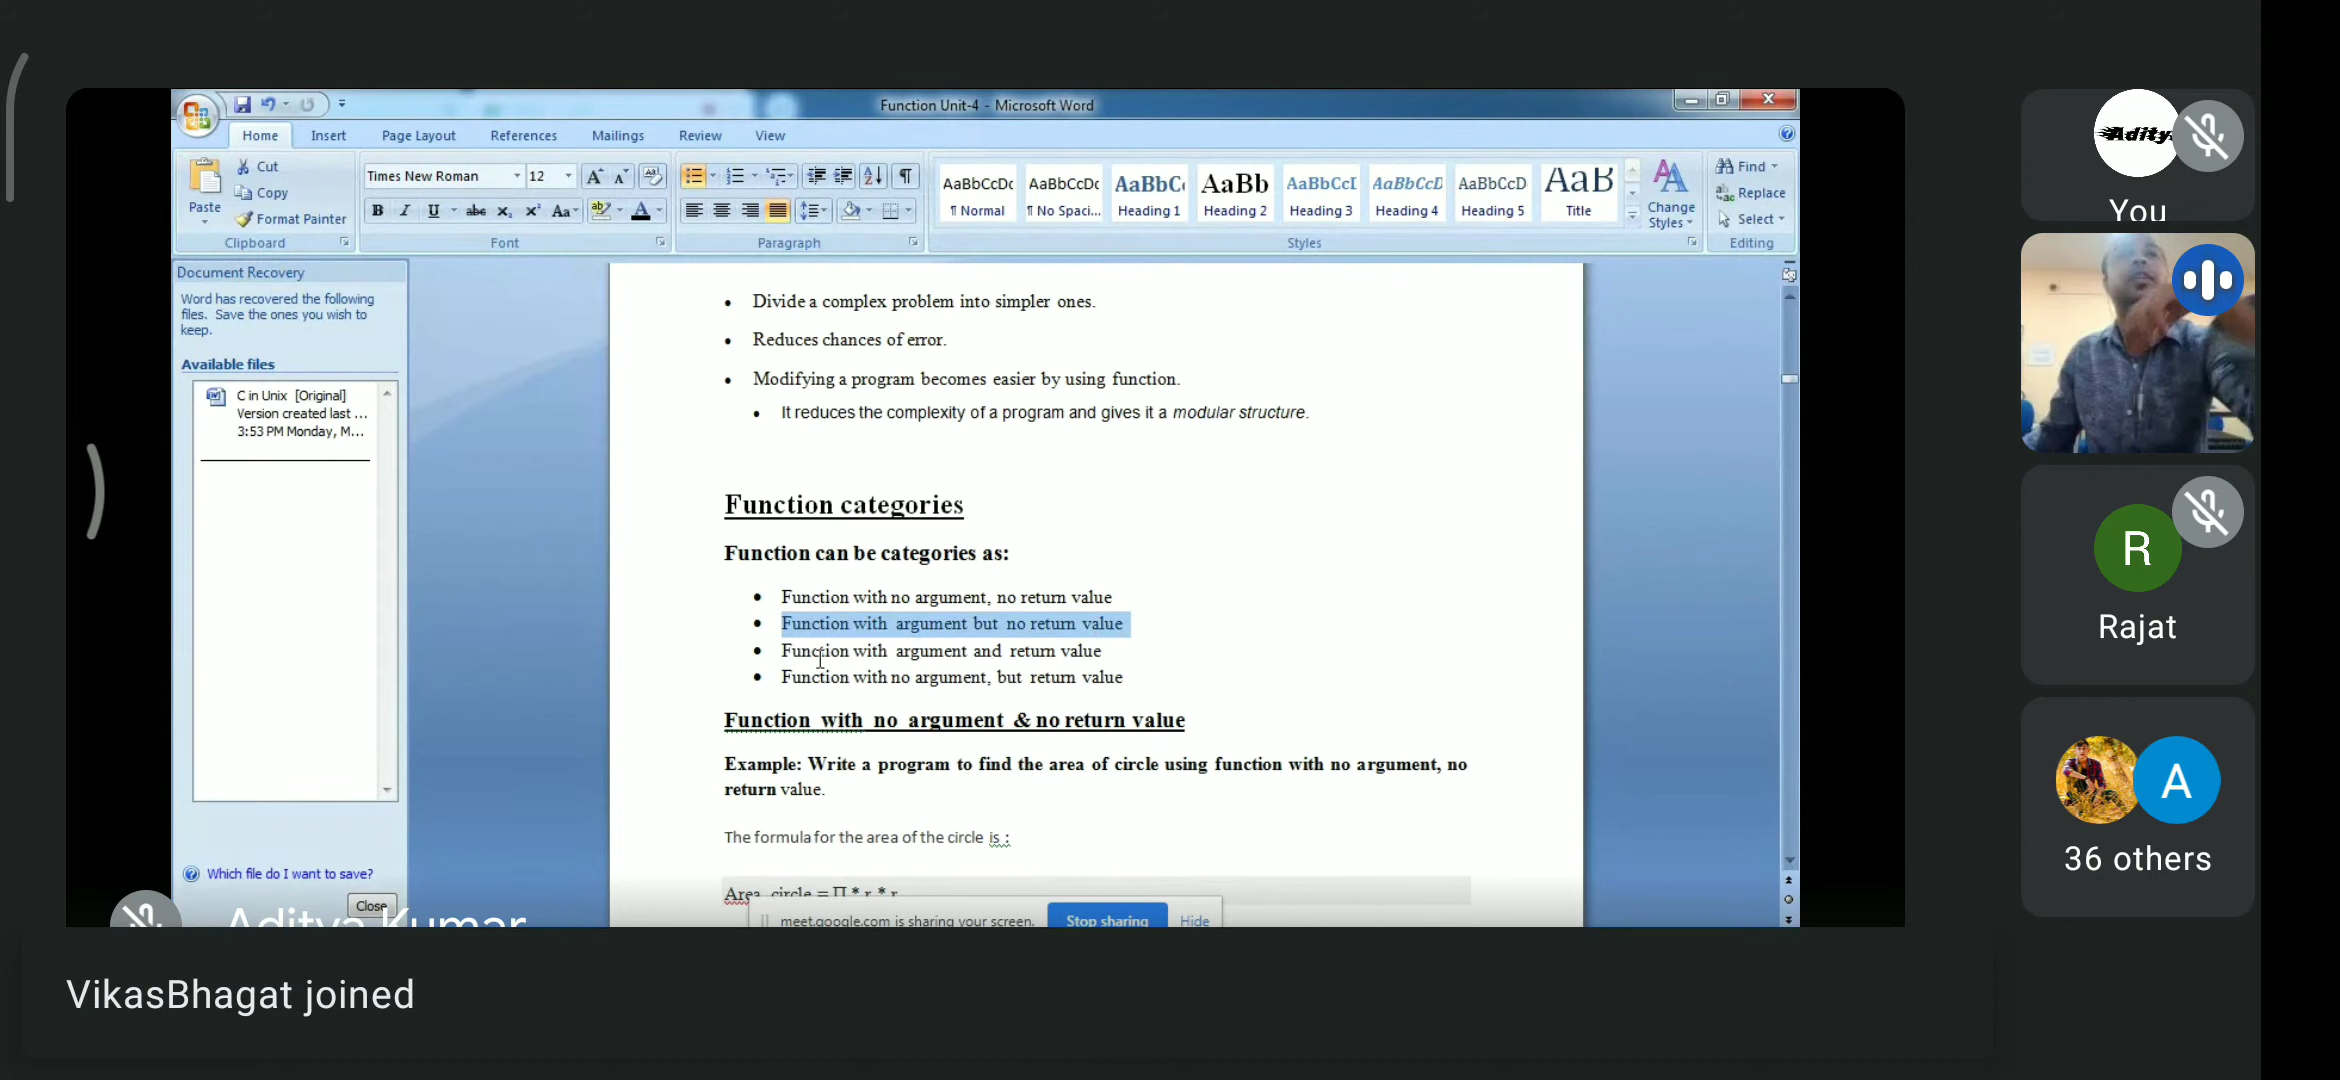 Function Unit-4 - Microsoft Word
Home Insert Page Layout References Mailings Review View
Paste
Cut
Copy
Format Painter
Clipboard
Times New Roman 12
Font
Paragraph
AaBbCcDc AaBbCcDc AaBbC AaBb AaBbCcI AaBbCcD AaBbCcD AaB
¶ Normal ¶ No Spaci... Heading 1 Heading 2 Heading 3 Heading 4 Heading 5 Title
Change
Styles
Styles
Find
Replace
Select
Editing
Document Recovery
Word has recovered the following
files. Save the ones you wish to
keep.
Available files
C in Unix [Original]
Version created last ...
3:53 PM Monday, M...
Which file do I want to save?
Close
• Divide a complex problem into simpler ones.
• Reduces chances of error.
• Modifying a program becomes easier by using function.
• It reduces the complexity of a program and gives it a modular structure.
Function categories
Function can be categories as:
• Function with no argument, no return value
• Function with argument but no return value
• Function with argument and return value
• Function with no argument, but return value
Function with no argument & no return value
Example: Write a program to find the area of circle using function with no argument, no
return value.
The formula for the area of the circle is :
Area_circle = Π * r * r
meet.google.com is sharing your screen. Stop sharing Hide
Aditya Kumar
VikasBhagat joined
You
R
Rajat
A
36 others